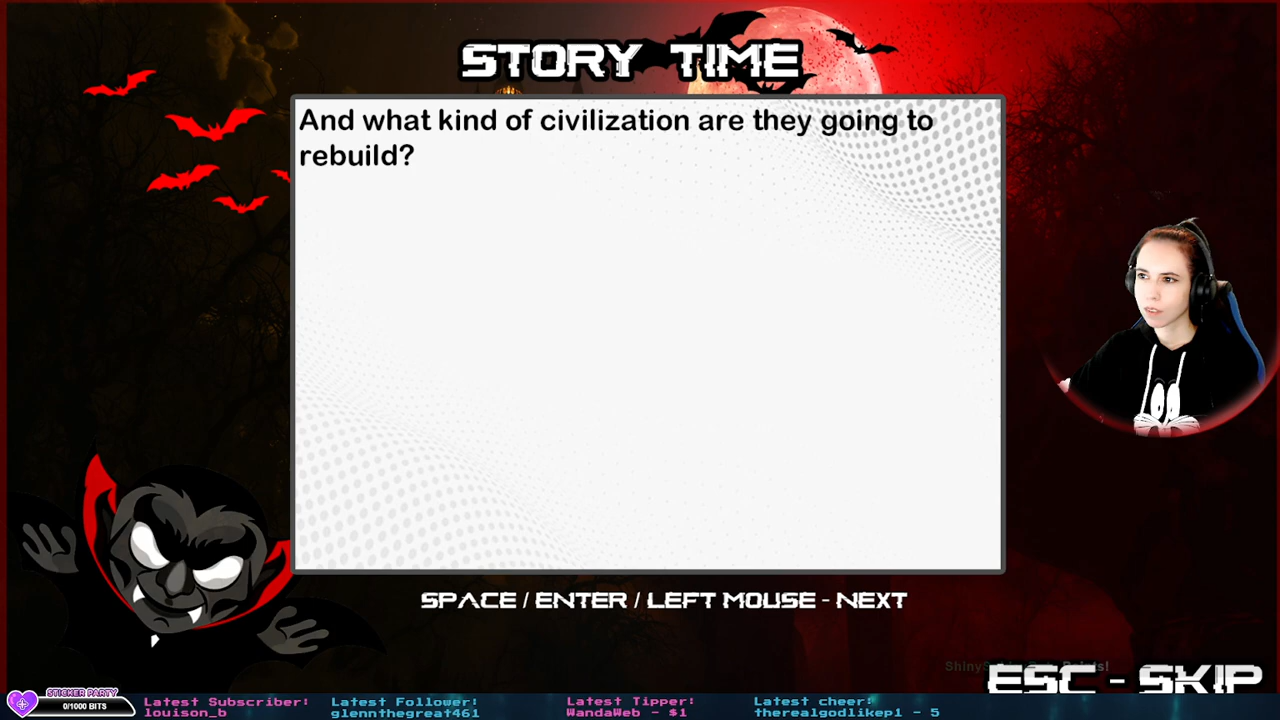 STORY TIME
And what kind of civilization are they going to
rebuild?
SPACE / ENTER / LEFT MOUSE - NEXT
ESC - SKIP
STICKER PARTY
0/1000 BITS
Latest Subscriber:
louison_b
Latest Follower:
glennthegreat461
Latest Tipper:
WandaWeb - $1
Latest cheer:
therealgodlikep1 - 5